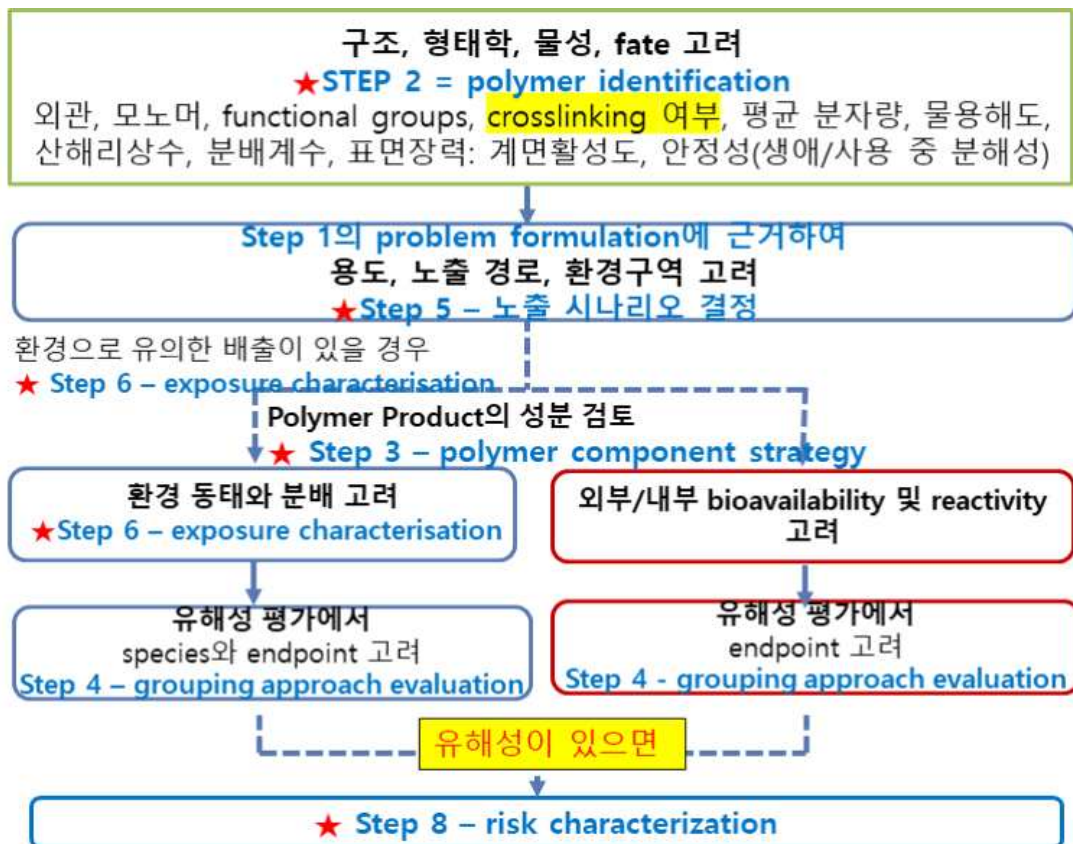 구조, 형태학, 물성, fate 고려
★STEP 2 = polymer identification
외관, 모노머, functional groups, crosslinking 여부, 평균 분자량, 물용해도,
산해리상수, 분배계수, 표면장력: 계면활성도, 안정성(생애/사용 중 분해성)
Step 1의 problem formulation에 근거하여
용도, 노출 경로, 환경구역 고려
★Step 5 – 노출 시나리오 결정
환경으로 유의한 배출이 있을 경우
★ Step 6 – exposure characterisation
Polymer Product의 성분 검토
★ Step 3 – polymer component strategy
환경 동태와 분배 고려
★Step 6 – exposure characterisation
외부/내부 bioavailability 및 reactivity
고려
유해성 평가에서
species와 endpoint 고려
Step 4 – grouping approach evaluation
유해성 평가에서
endpoint 고려
Step 4 - grouping approach evaluation
유해성이 있으면
★ Step 8 – risk characterization